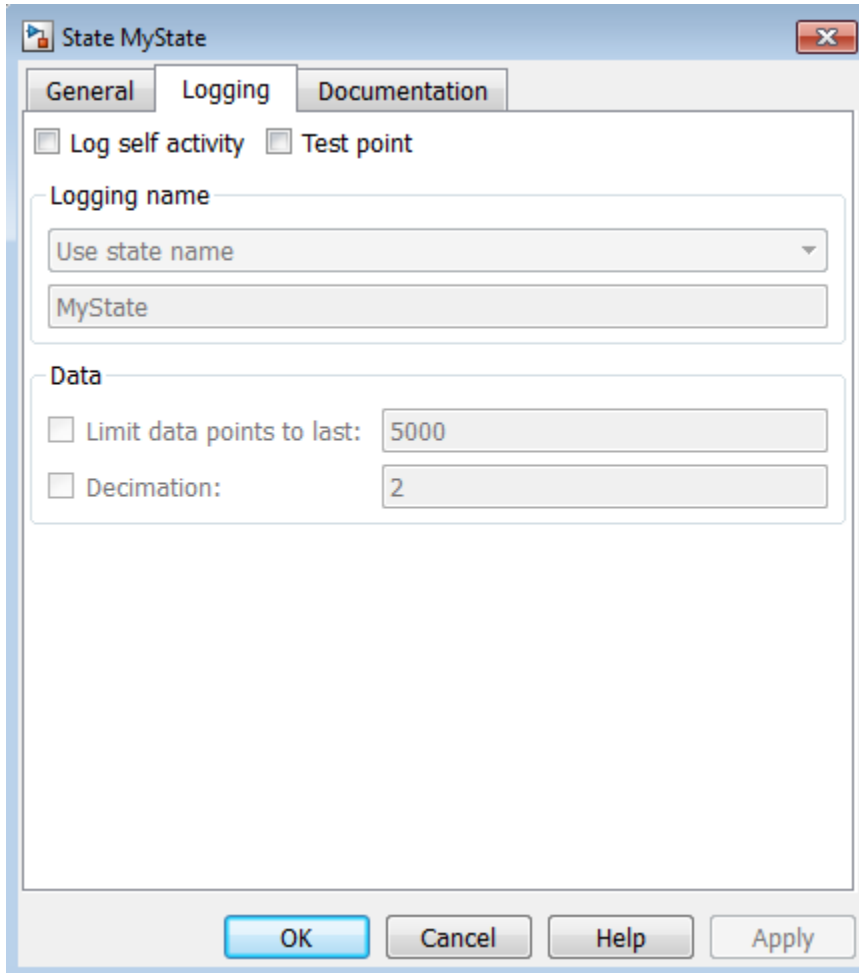 State MyState
General Logging Documentation
Log self activity Test point
Logging name
Use state name
MyState
Data
Limit data points to last: 5000
Decimation: 2
OK Cancel Help Apply